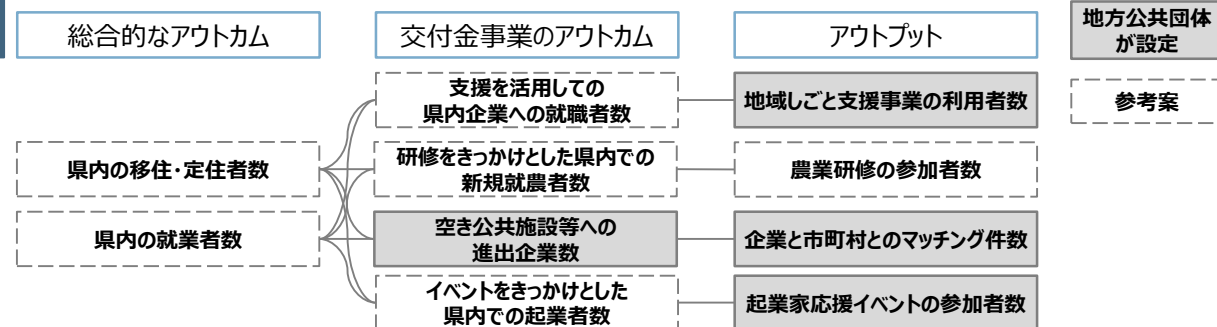 総合的なアウトカム
交付金事業のアウトカム
アウトプット
地方公共団体
が設定
参考案
支援を活用しての
県内企業への就職者数
地域しごと支援事業の利用者数
県内の移住・定住者数
研修をきっかけとした県内での
新規就農者数
農業研修の参加者数
県内の就業者数
空き公共施設等への
進出企業数
企業と市町村とのマッチング件数
イベントをきっかけとした
県内での起業者数
起業家応援イベントの参加者数